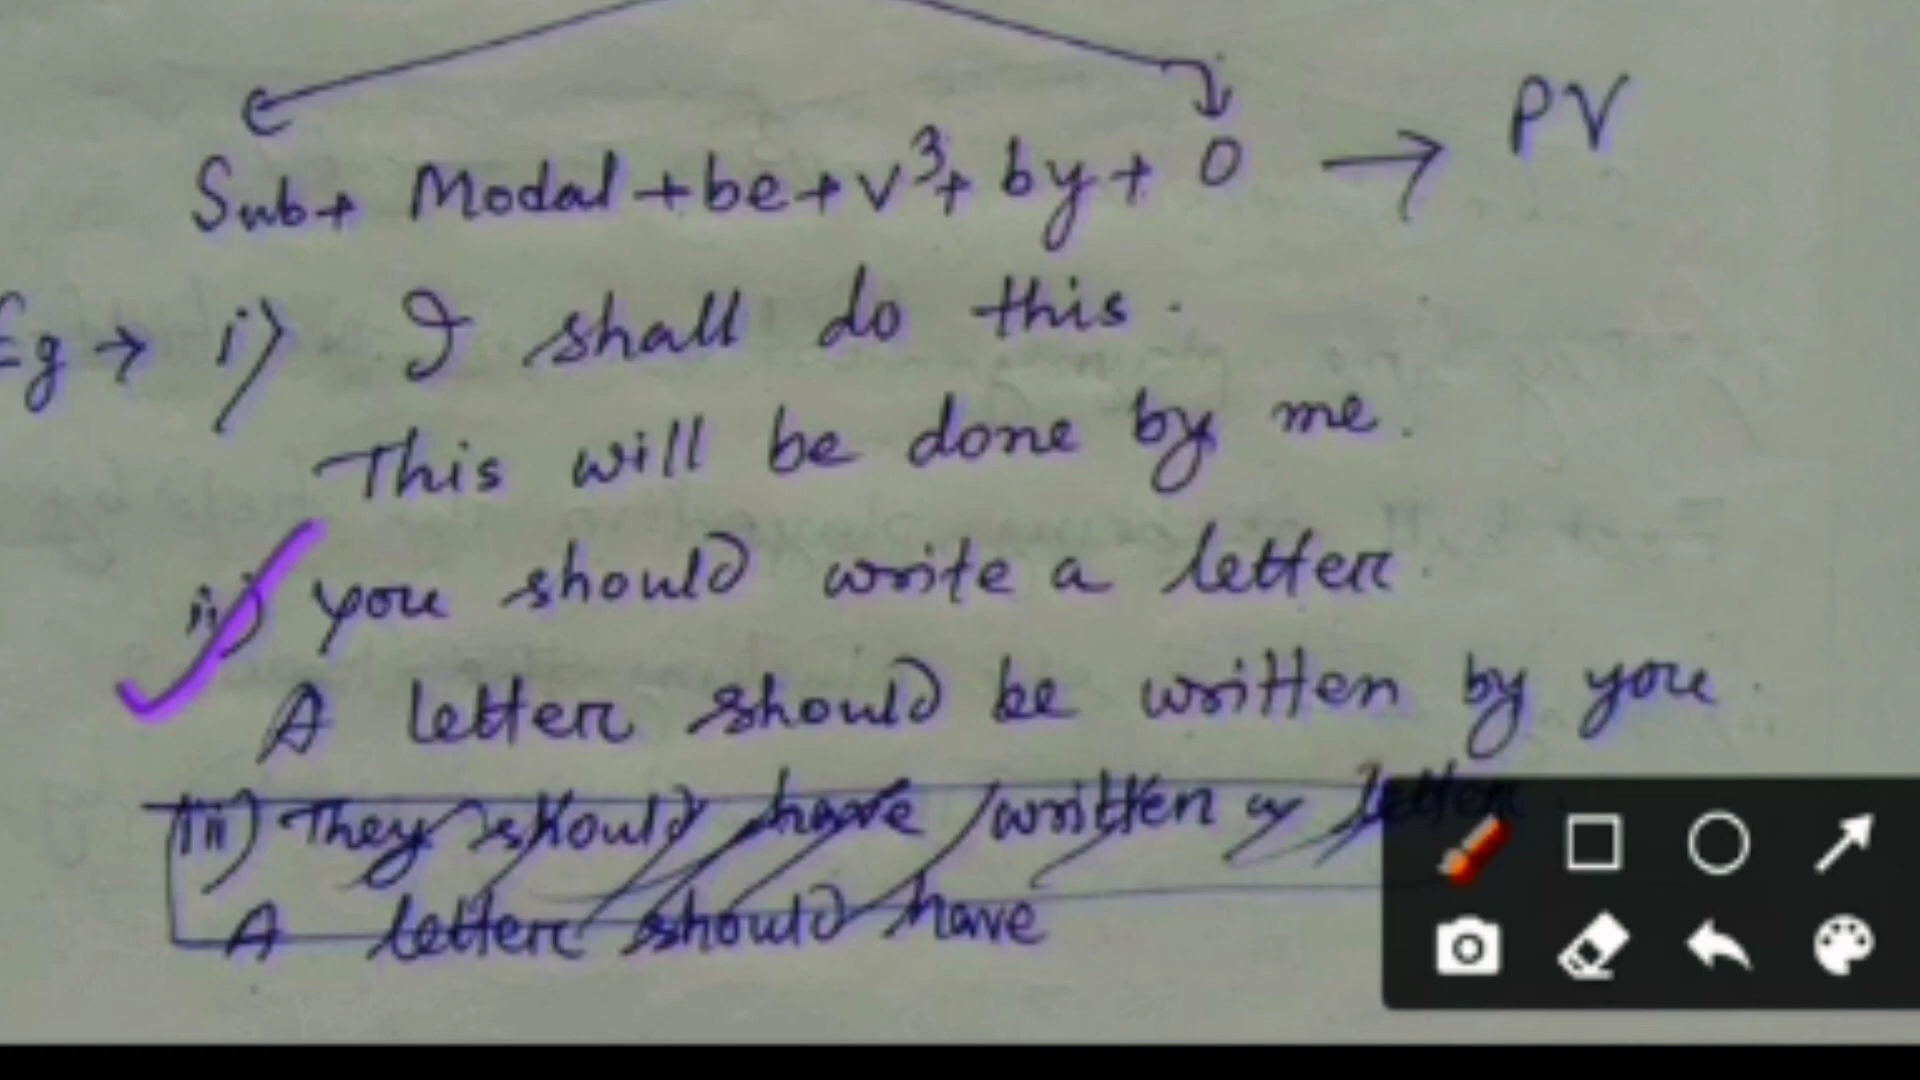 Sub+ Modal + be + v³+ by + O → PV
Eg → i) I shall do this.
This will be done by me.
ii) you should write a letter.
A letter should be written by you.
iii) They should have written a letter.
A letter should have